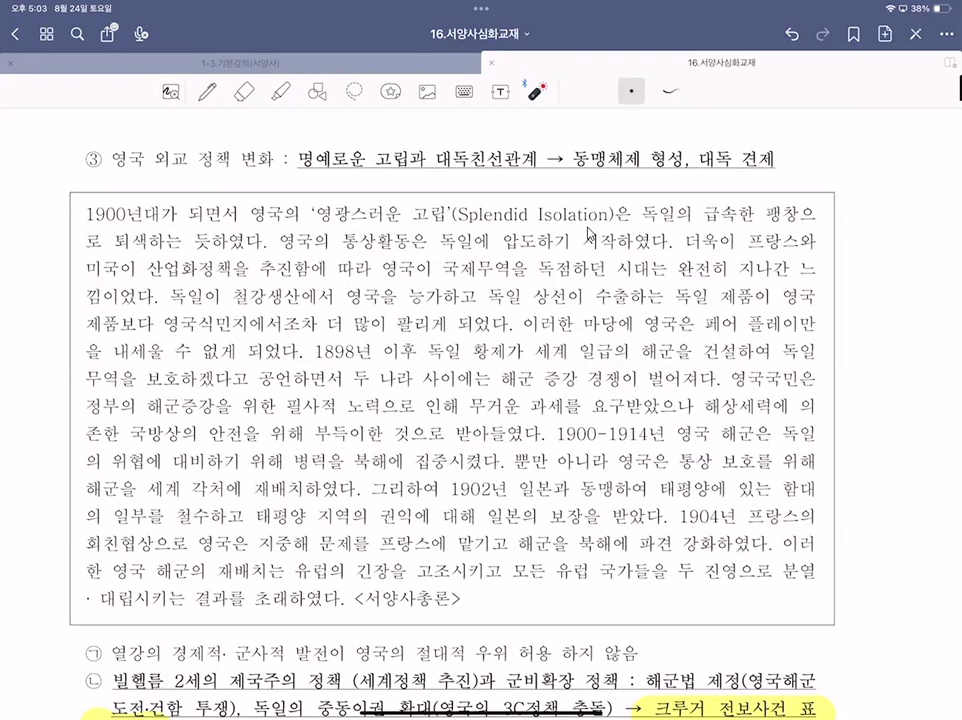 오후 5:03 8월 24일 토요일
38%
16.서양사심화교재
1-3.기본강의(서양사)
16.서양사심화교재
③ 영국 외교 정책 변화 : 명예로운 고립과 대독친선관계 → 동맹체제 형성, 대독 견제
1900년대가 되면서 영국의 ‘영광스러운 고립’(Splendid Isolation)은 독일의 급속한 팽창으
로 퇴색하는 듯하였다. 영국의 통상활동은 독일에 압도하기 시작하였다. 더욱이 프랑스와
미국이 산업화정책을 추진함에 따라 영국이 국제무역을 독점하던 시대는 완전히 지나간 느
낌이었다. 독일이 철강생산에서 영국을 능가하고 독일 상선이 수출하는 독일 제품이 영국
제품보다 영국식민지에서조차 더 많이 팔리게 되었다. 이러한 마당에 영국은 페어 플레이만
을 내세울 수 없게 되었다. 1898년 이후 독일 황제가 세계 일급의 해군을 건설하여 독일
무역을 보호하겠다고 공언하면서 두 나라 사이에는 해군 증강 경쟁이 벌어져다. 영국국민은
정부의 해군증강을 위한 필사적 노력으로 인해 무거운 과세를 요구받았으나 해상세력에 의
존한 국방상의 안전을 위해 부득이한 것으로 받아들였다. 1900-1914년 영국 해군은 독일
의 위협에 대비하기 위해 병력을 북해에 집중시켰다. 뿐만 아니라 영국은 통상 보호를 위해
해군을 세계 각처에 재배치하였다. 그리하여 1902년 일본과 동맹하여 태평양에 있는 함대
의 일부를 철수하고 태평양 지역의 권익에 대해 일본의 보장을 받았다. 1904년 프랑스의
회친협상으로 영국은 지중해 문제를 프랑스에 맡기고 해군을 북해에 파견 강화하였다. 이러
한 영국 해군의 재배치는 유럽의 긴장을 고조시키고 모든 유럽 국가들을 두 진영으로 분열
· 대립시키는 결과를 초래하였다. <서양사총론>
㉠ 열강의 경제적· 군사적 발전이 영국의 절대적 우위 허용 하지 않음
㉡ 빌헬름 2세의 제국주의 정책 (세계정책 추진)과 군비확장 정책 : 해군법 제정(영국해군
도전·건함 투쟁), 독일의 중동이권 확대(영국의 3C정책 충돌) → 크루거 전보사건 표